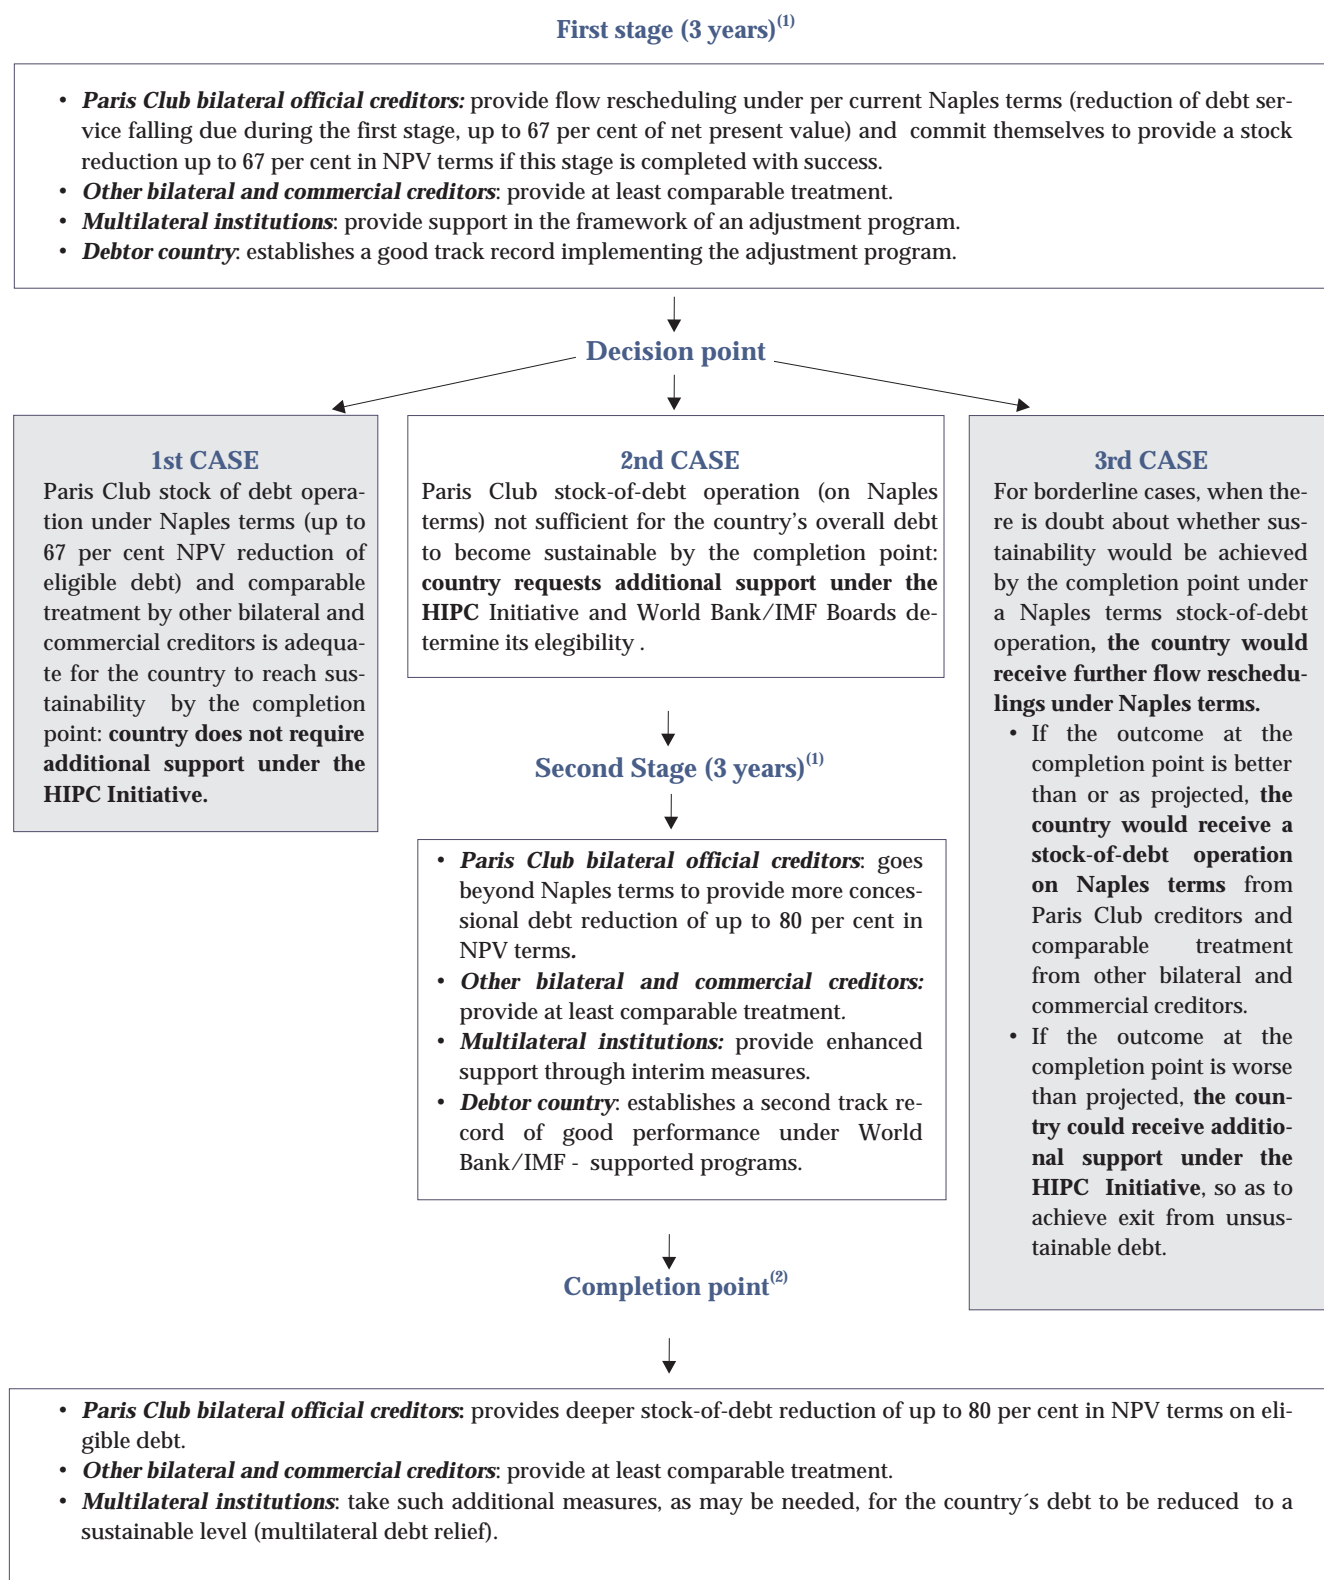 First stage (3 years)(1)
• Paris Club bilateral official creditors: provide flow rescheduling under per current Naples terms (reduction of debt ser-
vice falling due during the first stage, up to 67 per cent of net present value) and commit themselves to provide a stock
reduction up to 67 per cent in NPV terms if this stage is completed with success.
• Other bilateral and commercial creditors: provide at least comparable treatment.
• Multilateral institutions: provide support in the framework of an adjustment program.
• Debtor country: establishes a good track record implementing the adjustment program.
Decision point
1st CASE
Paris Club stock of debt opera-
tion under Naples terms (up to
67 per cent NPV reduction of
eligible debt) and comparable
treatment by other bilateral and
commercial creditors is adequa-
te for the country to reach sus-
tainability by the completion
point: country does not require
additional support under the
HIPC Initiative.
2nd CASE
Paris Club stock-of-debt operation (on Naples
terms) not sufficient for the country's overall debt
to become sustainable by the completion point:
country requests additional support under the
HIPC Initiative and World Bank/IMF Boards de-
termine its elegibility .
Second Stage (3 years)(1)
• Paris Club bilateral official creditors: goes
beyond Naples terms to provide more conces-
sional debt reduction of up to 80 per cent in
NPV terms.
• Other bilateral and commercial creditors:
provide at least comparable treatment.
• Multilateral institutions: provide enhanced
support through interim measures.
• Debtor country: establishes a second track re-
cord of good performance under World
Bank/IMF - supported programs.
3rd CASE
For borderline cases, when the-
re is doubt about whether sus-
tainability would be achieved
by the completion point under
a Naples terms stock-of-debt
operation, the country would
receive further flow reschedu-
lings under Naples terms.
• If the outcome at the
completion point is better
than or as projected, the
country would receive a
stock-of-debt operation
on Naples terms from
Paris Club creditors and
comparable treatment
from other bilateral and
commercial creditors.
• If the outcome at the
completion point is worse
than projected, the coun-
try could receive additio-
nal support under the
HIPC Initiative, so as to
achieve exit from unsus-
tainable debt.
Completion point(2)
• Paris Club bilateral official creditors: provides deeper stock-of-debt reduction of up to 80 per cent in NPV terms on eli-
gible debt.
• Other bilateral and commercial creditors: provide at least comparable treatment.
• Multilateral institutions: take such additional measures, as may be needed, for the country´s debt to be reduced to a
sustainable level (multilateral debt relief).